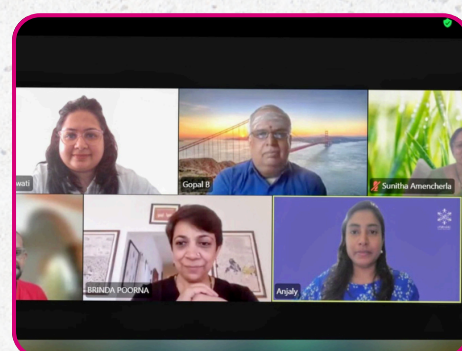 wati
Gopal B
Sunitha Amencherla
BRINDA POORNA
Anjaly